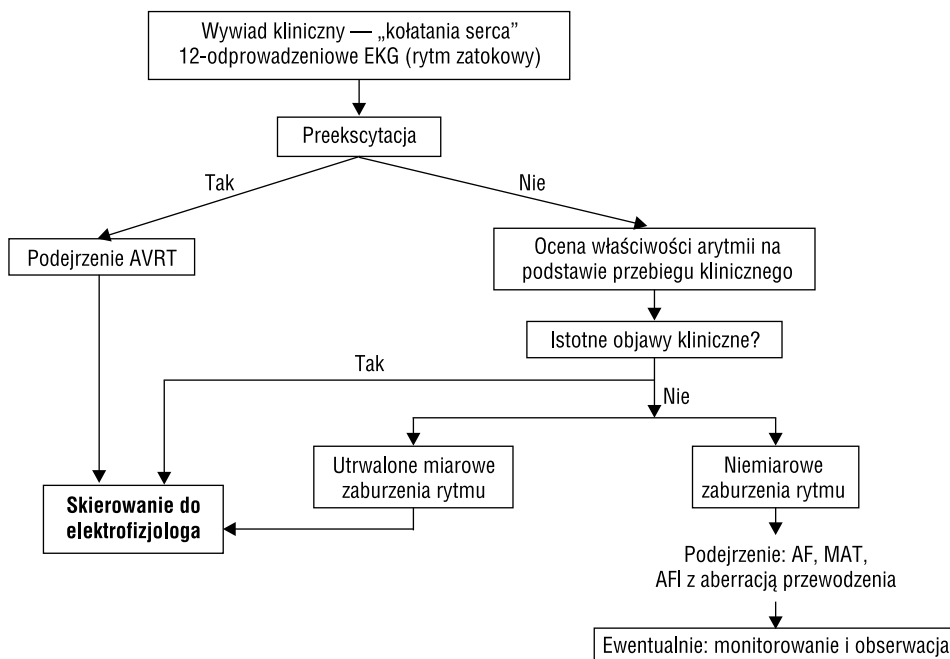 Wywiad kliniczny — „kołatania serca”
12-odprowadzeniowe EKG (rytm zatokowy)
Preekscytacja
Tak
Nie
Podejrzenie AVRT
Ocena właściwości arytmii na
podstawie przebiegu klinicznego
Istotne objawy kliniczne?
Tak
Nie
Utrwalone miarowe
zaburzenia rytmu
Niemiarowe
zaburzenia rytmu
Skierowanie do
elektrofizjologa
Podejrzenie: AF, MAT,
AFl z aberracją przewodzenia
Ewentualnie: monitorowanie i obserwacja